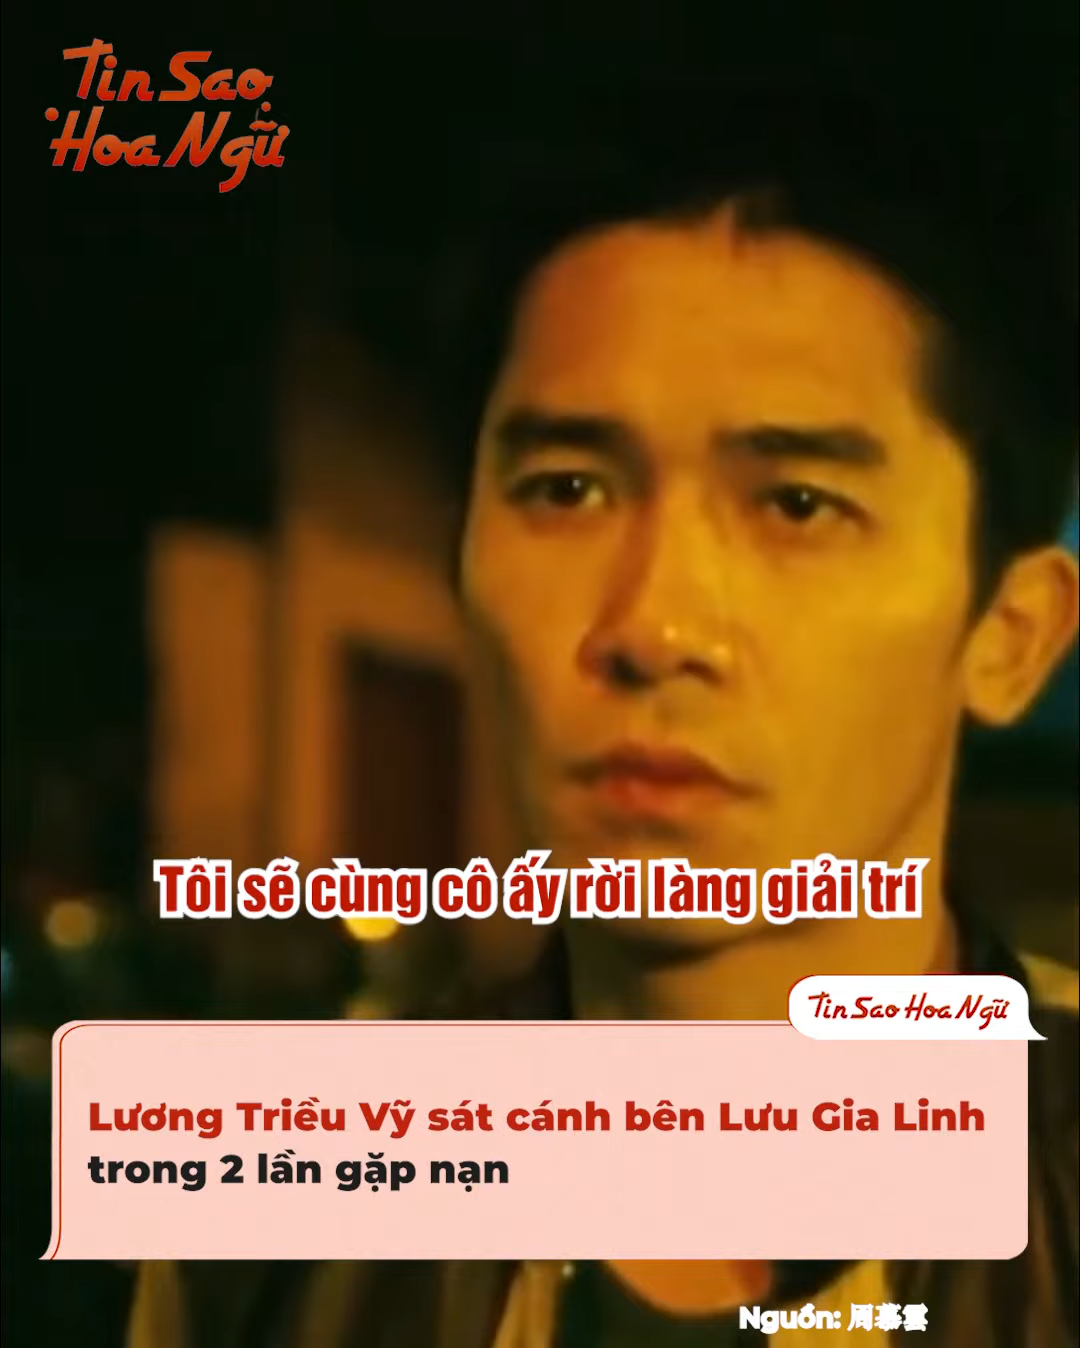 Tin Sao
Hoa Ngữ
Tôi sẽ cùng cô ấy rời làng giải trí
Tin Sao Hoa Ngữ
Lương Triều Vỹ sát cánh bên Lưu Gia Linh
trong 2 lần gặp nạn
Nguồn: 周慕雲